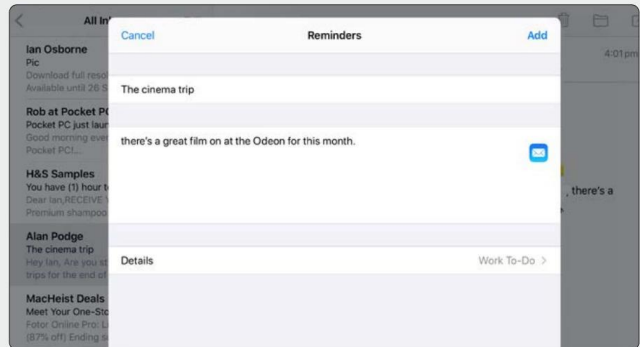 All In
Cancel
Reminders
Add
Ian Osborne
Pic
Download full resol
Available until 26 S
4:01 pm
The cinema trip
Rob at Pocket PC
Pocket PC just laun
Good morning ever
Pocket PC!...
there's a great film on at the Odeon for this month.
H&S Samples
You have (1) hour to
Dear Ian,RECEIVE
Premium shampoo
, there's a
Alan Podge
The cinema trip
Hey Ian, Are you st
trips for the end of
Details
Work To-Do >
MacHeist Deals
Meet Your One-Sto
Fotor Online Pro: L
(87% off) Ending s